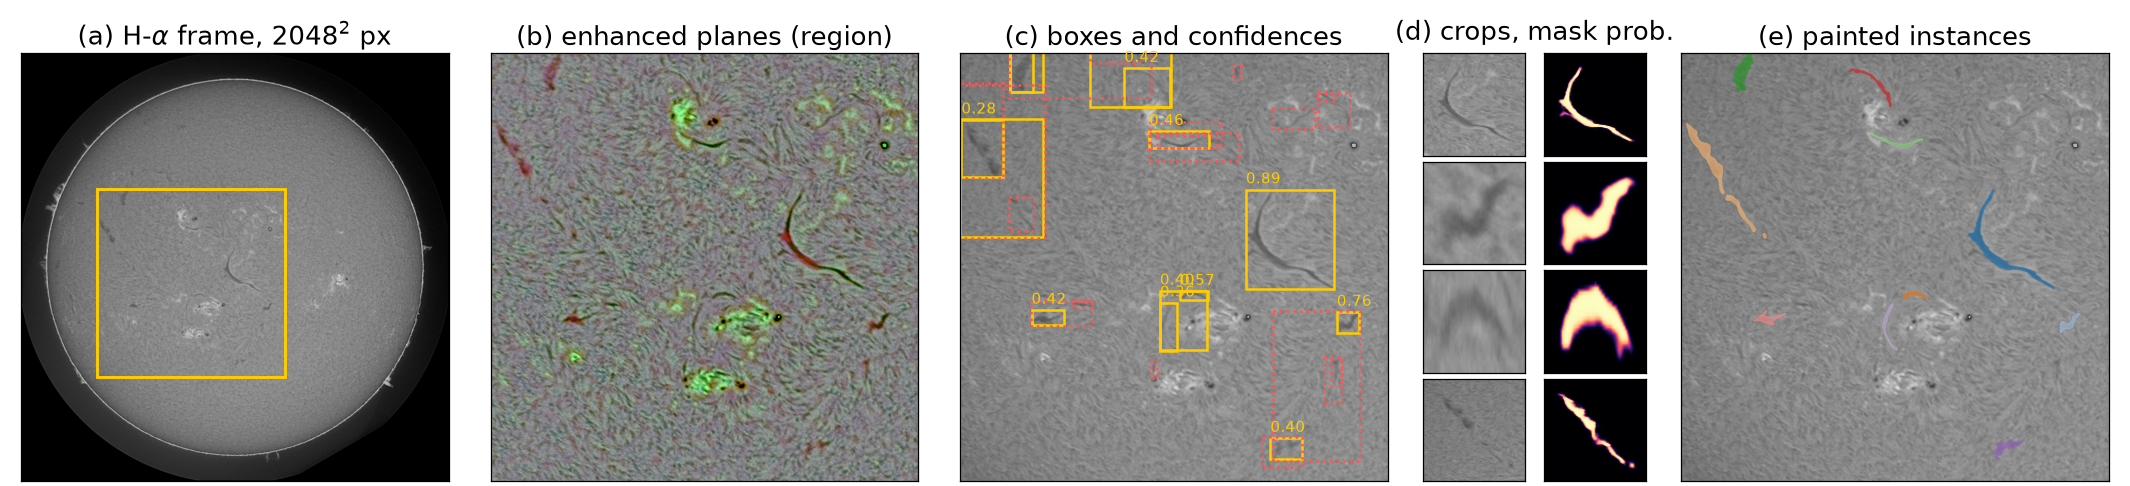 (a) H-α frame, 2048² px
(b) enhanced planes (region)
(c) boxes and confidences
(d) crops, mask prob.
(e) painted instances
0.42
0.28
0.46
0.89
0.57
0.42
0.76
0.40